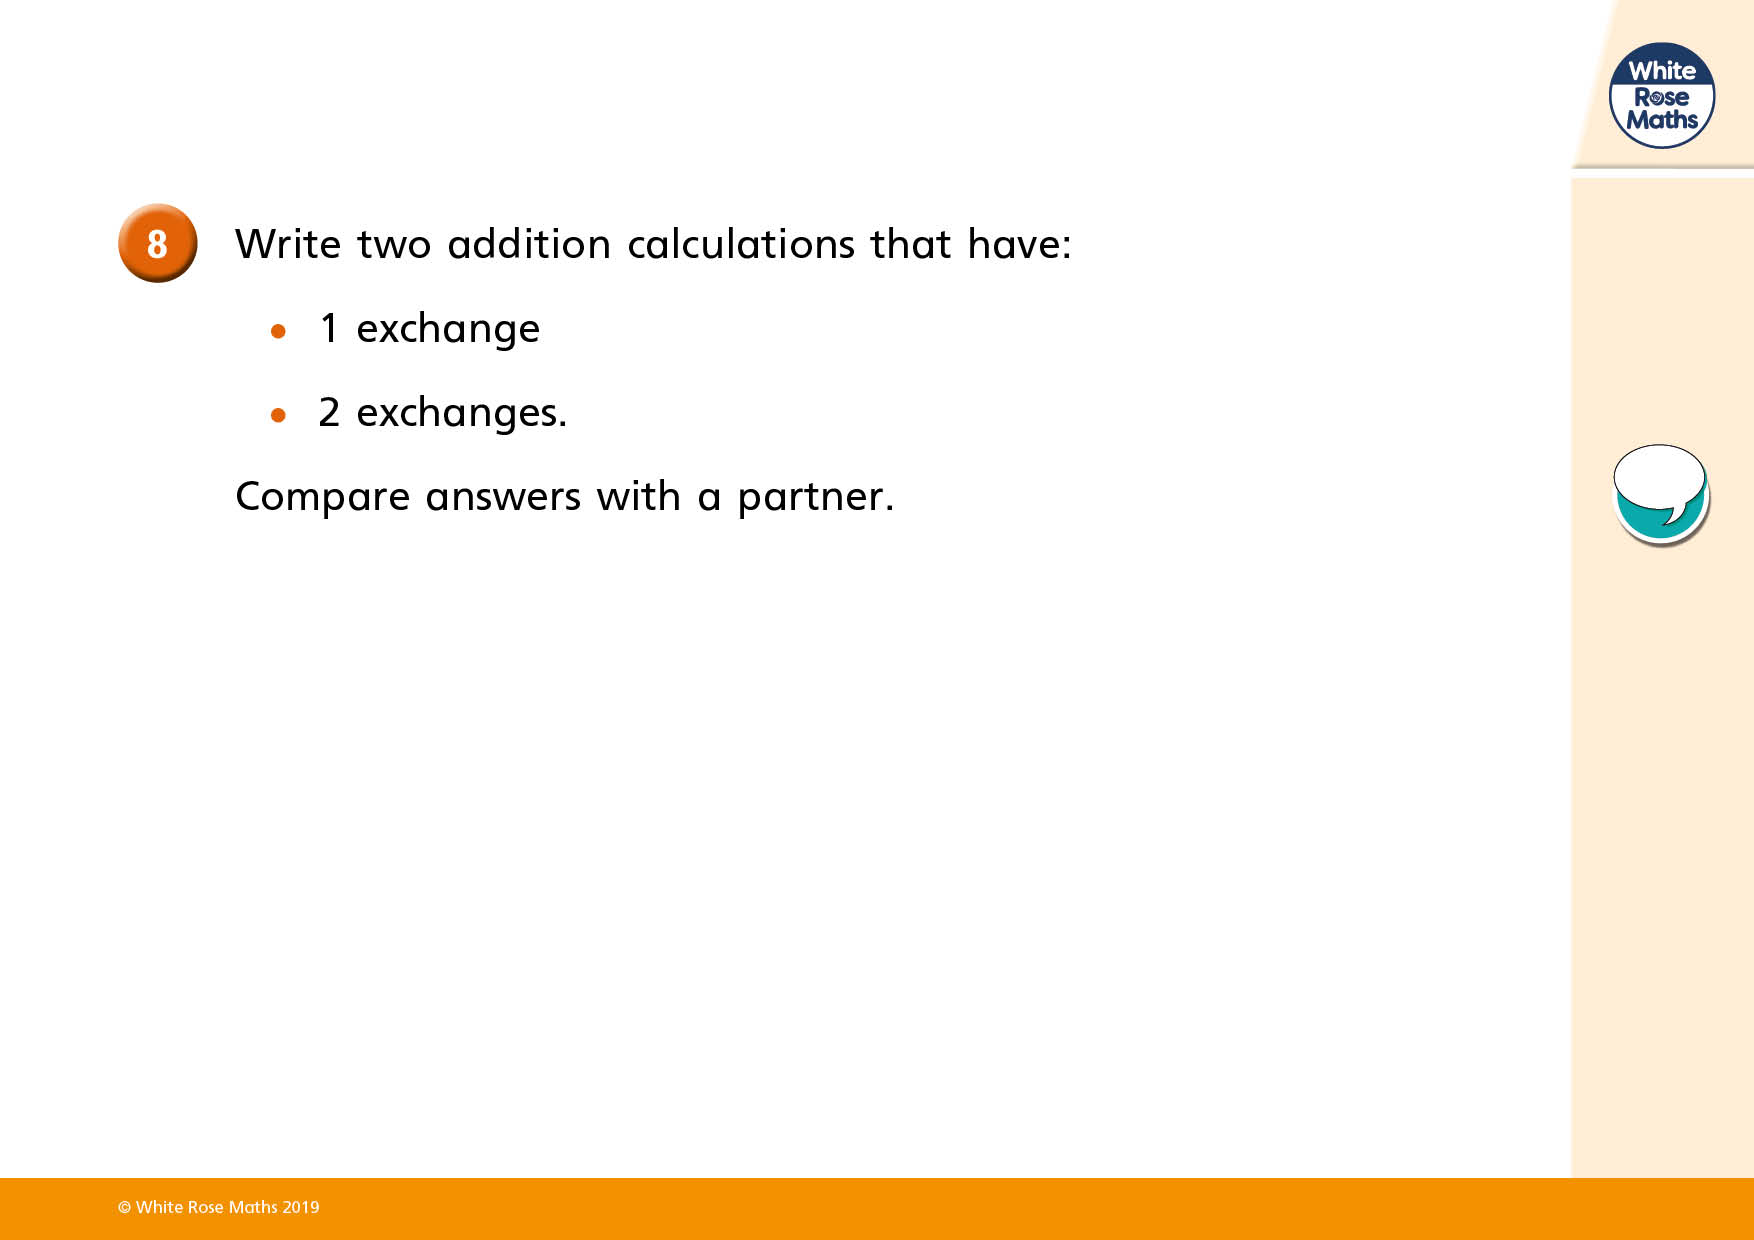 White
Rose
Maths
8 Write two addition calculations that have:
• 1 exchange
• 2 exchanges.
Compare answers with a partner.
© White Rose Maths 2019